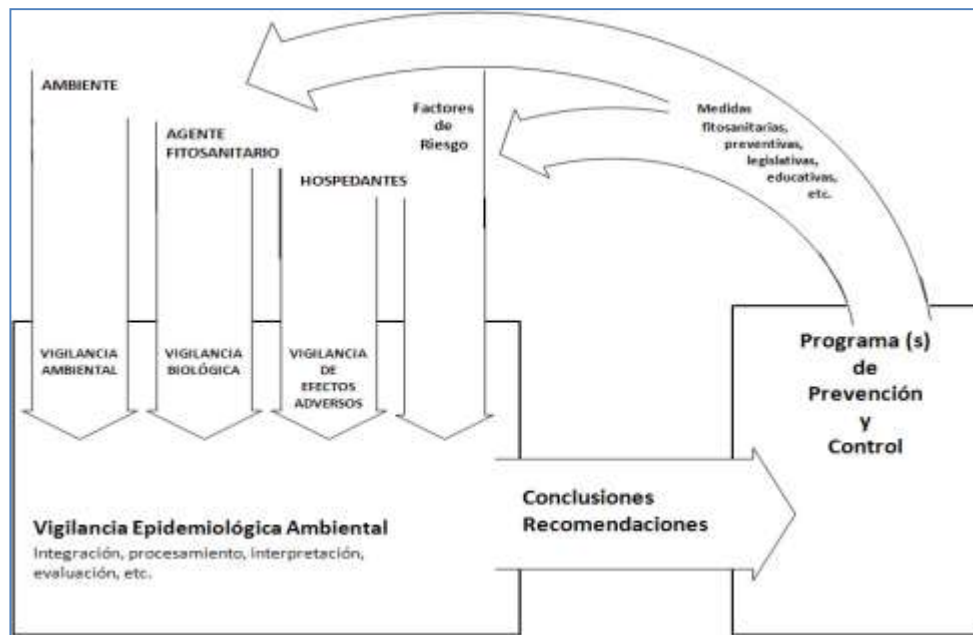 AMBIENTE
AGENTE
FITOSANITARIO
HOSPEDANTES
Factores
de
Riesgo
Medidas
fitosanitarias,
preventivas,
legislativas,
educativas,
etc.
VIGILANCIA
AMBIENTAL
VIGILANCIA
BIOLÓGICA
VIGILANCIA
DE
EFECTOS
ADVERSOS
Programa (s)
de
Prevención
y
Control
Vigilancia Epidemiológica Ambiental
Integración, procesamiento, interpretación,
evaluación, etc.
Conclusiones
Recomendaciones